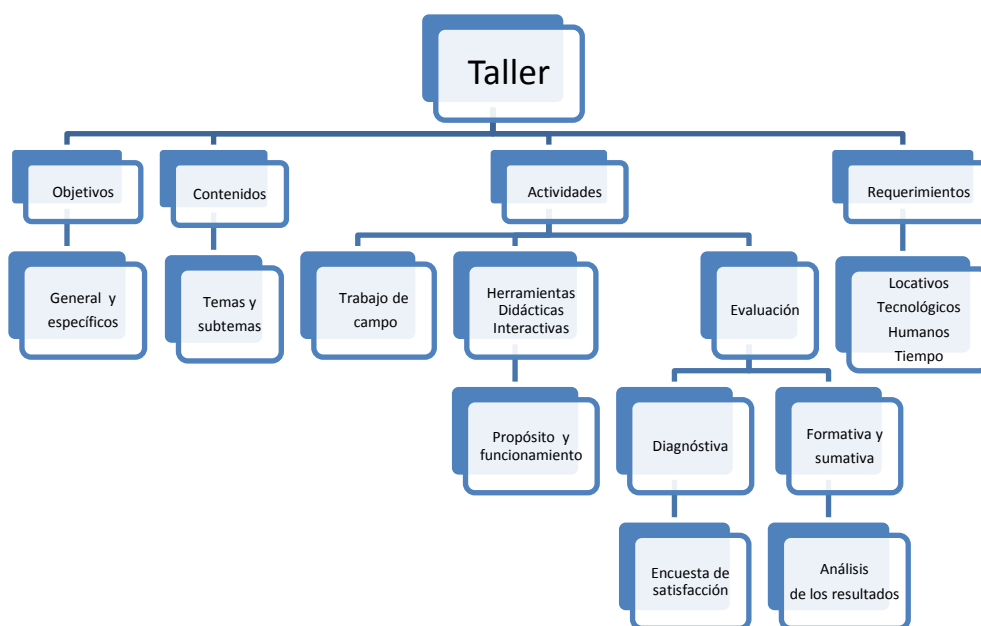 Taller
Objetivos
Contenidos
Actividades
Requerimientos
General y
específicos
Temas y
subtemas
Trabajo de
campo
Herramientas
Didácticas
Interactivas
Evaluación
Locativos
Tecnológicos
Humanos
Tiempo
Propósito y
funcionamiento
Diagnóstiva
Formativa y
sumativa
Encuesta de
satisfacción
Análisis
de los resultados